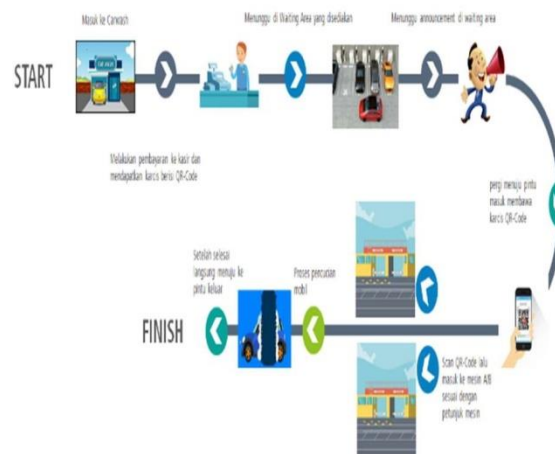 Masuk ke Carwash
Menunggu di Waiting Area yang disediakan
Menunggu announcement di waiting area
START
Melakukan pembayaran ke kasir dan
mendapatkan karcis berisi QR-Code
pergi menuju pintu
masuk membawa
karcis QR-Code
Setelah selesai
langsung menuju ke
pintu keluar
Proses pencucian
mobil
FINISH
Scan QR-Code lalu
masuk ke mesin A/B
sesuai dengan
petunjuk mesin